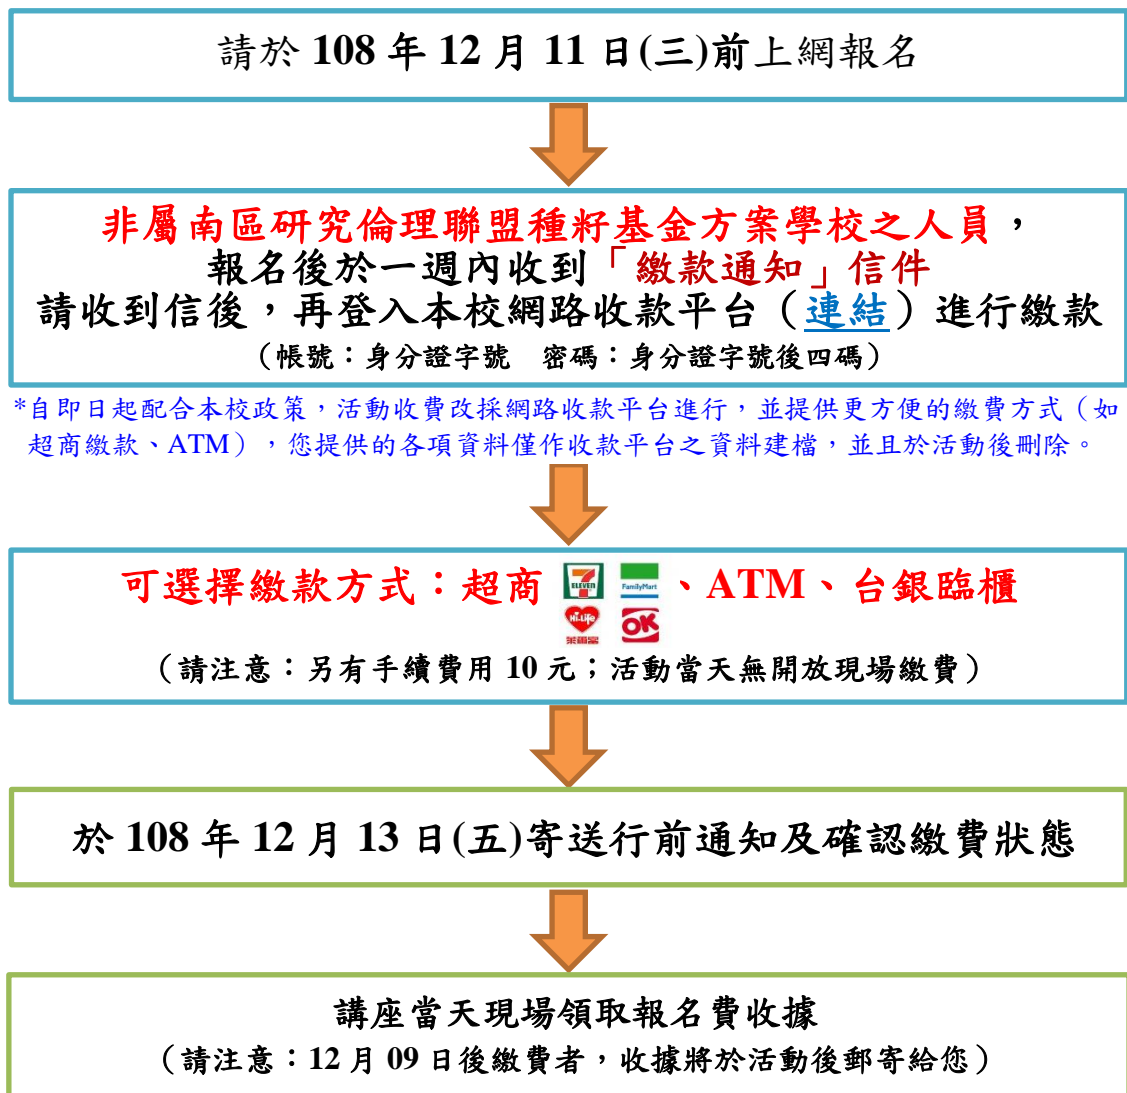 請於 108 年 12 月 11 日(三)前上網報名
非屬南區研究倫理聯盟種籽基金方案學校之人員，
報名後於一週內收到「繳款通知」信件
請收到信後，再登入本校網路收款平台（連結）進行繳款
（帳號：身分證字號　密碼：身分證字號後四碼）
*自即日起配合本校政策，活動收費改採網路收款平台進行，並提供更方便的繳費方式（如
超商繳款、ATM），您提供的各項資料僅作收款平台之資料建檔，並且於活動後刪除。
可選擇繳款方式：超商 7 ELEVEN FamilyMart 、ATM、台銀臨櫃
Hi-Life 萊爾富 OK
（請注意：另有手續費用 10 元；活動當天無開放現場繳費）
於 108 年 12 月 13 日(五)寄送行前通知及確認繳費狀態
講座當天現場領取報名費收據
（請注意：12 月 09 日後繳費者，收據將於活動後郵寄給您）